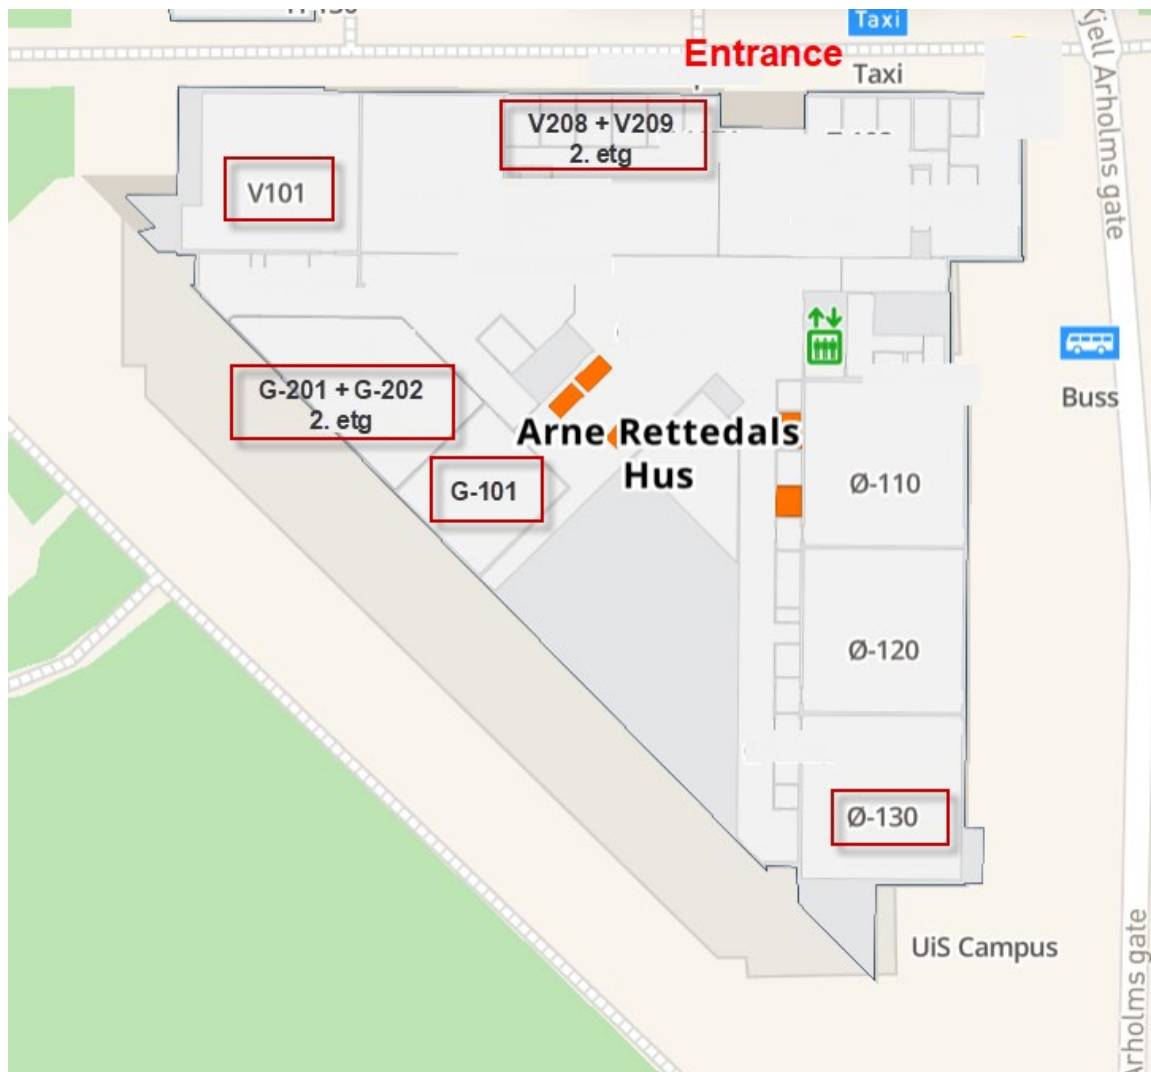 Taxi
Entrance
Taxi
Kjell Arholms gate
V208 + V209
2. etg
V101
Buss
G-201 + G-202
2. etg
Arne Rettedals
Hus
G-101
Ø-110
Ø-120
Ø-130
UiS Campus
Arholms gate